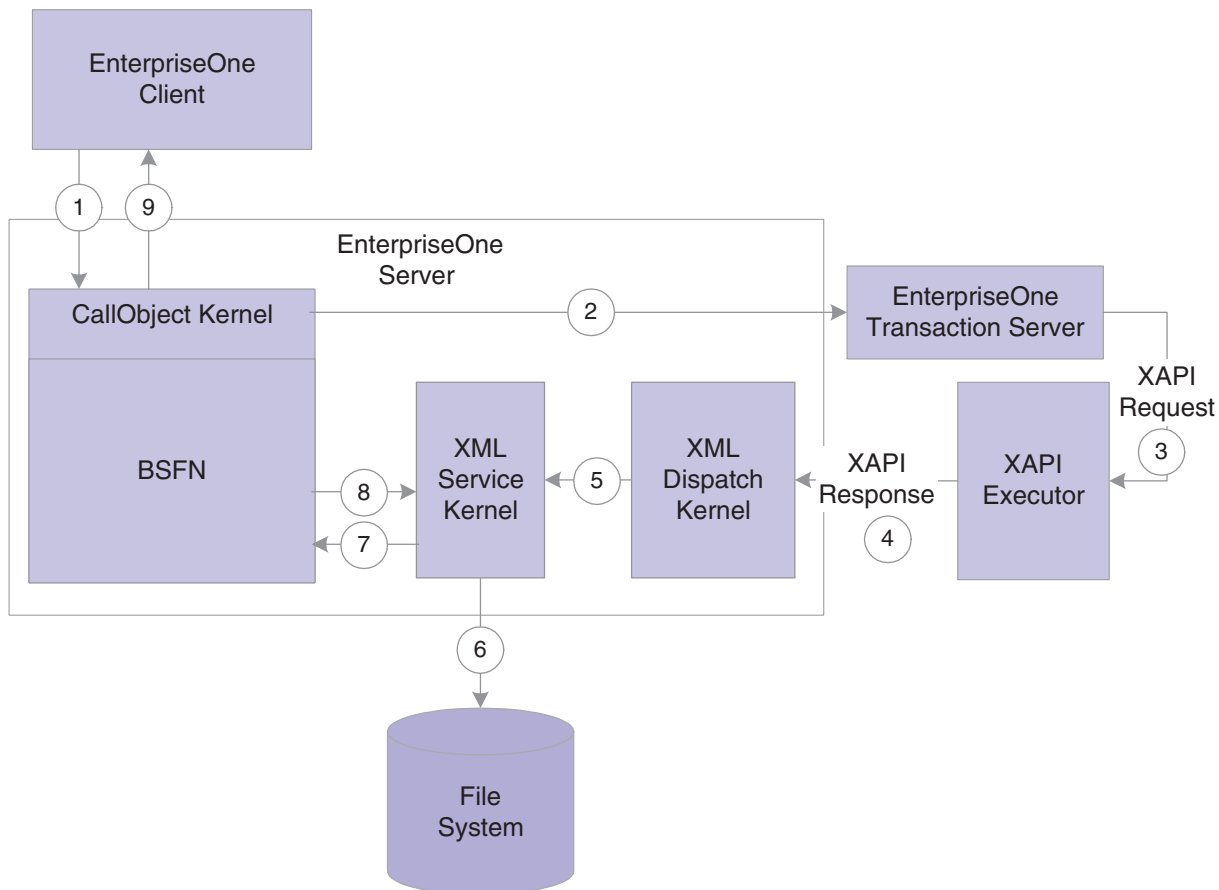 EnterpriseOne
Client
1
9
EnterpriseOne
Server
CallObject Kernel
2
EnterpriseOne
Transaction Server
XAPI
Request
3
BSFN
8
7
XML
Service
Kernel
5
XML
Dispatch
Kernel
XAPI
Response
4
XAPI
Executor
6
File
System